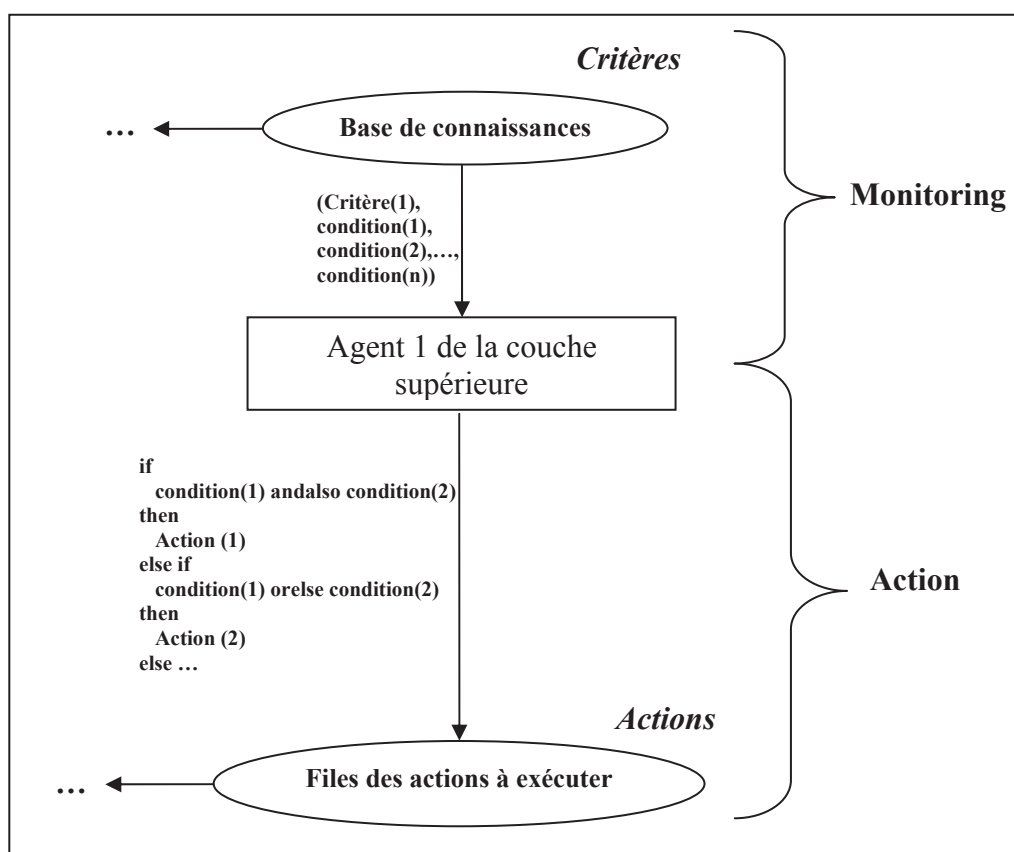 Critères
Base de connaissances
...
(Critère(1),
condition(1),
condition(2),…,
condition(n))
Monitoring
Agent 1 de la couche
supérieure
if
condition(1) andalso condition(2)
then
Action (1)
else if
condition(1) orelse condition(2)
then
Action (2)
else …
Action
Actions
Files des actions à exécuter
...